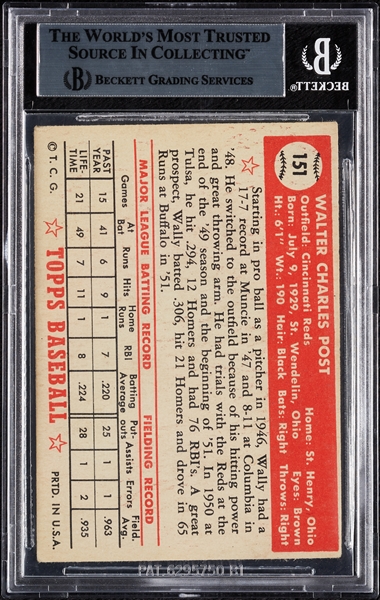 THE WORLD'S MOST TRUSTED
SOURCE IN COLLECTING™
BECKETT GRADING SERVICES
BECKETT
151
WALTER CHARLES POST
Outfield: Cincinnati Reds Home: St. Henry, Ohio
Born: July 9, 1929, St. Wendelin, Ohio Eyes: Brown
Ht.: 6'1" Wt.: 190 Hair: Black Bats: Right Throws: Right
Starting in pro ball as a pitcher in 1946, Wally had a
17-7 record at Muncie in '47 and 8-11 at Columbia in
'48. He switched to the outfield because of his hitting power
and great throwing arm. He had trials with the Reds at the
end of the '49 season and the beginning of '51. In 1950 at
Tulsa, he hit .294, 12 Homers and had 76 RBI's. A great
prospect, Wally batted .306, hit 21 Homers and drove in 65
Runs at Buffalo in '51.
MAJOR LEAGUE BATTING RECORD FIELDING RECORD
Games At Bat Runs Hits Home Runs RBI Batting Average Put-outs Assists Errors Field. Avg.
PAST YEAR 15 41 6 9 1 7 .220 25 1 1 .963
LIFE-TIME 21 49 7 11 1 8 .224 28 1 2 .935
© T. C. G. TOPPS BASEBALL PRTD. IN U.S.A.
PAT. 6295750 B1